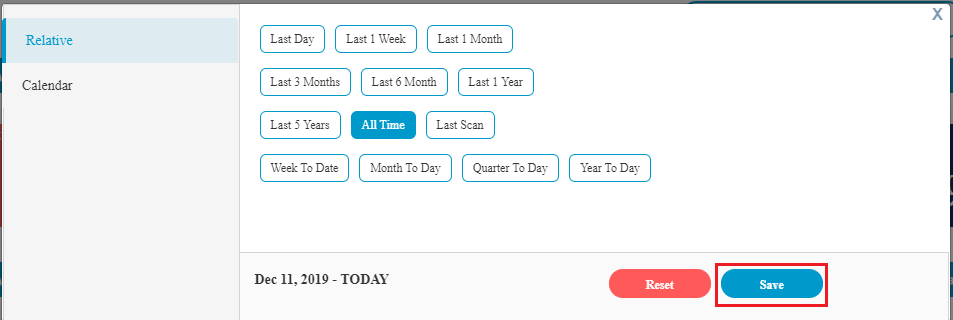 X
Relative
Calendar
Last Day Last 1 Week Last 1 Month
Last 3 Months Last 6 Month Last 1 Year
Last 5 Years All Time Last Scan
Week To Date Month To Day Quarter To Day Year To Day
Dec 11, 2019 - TODAY Reset Save